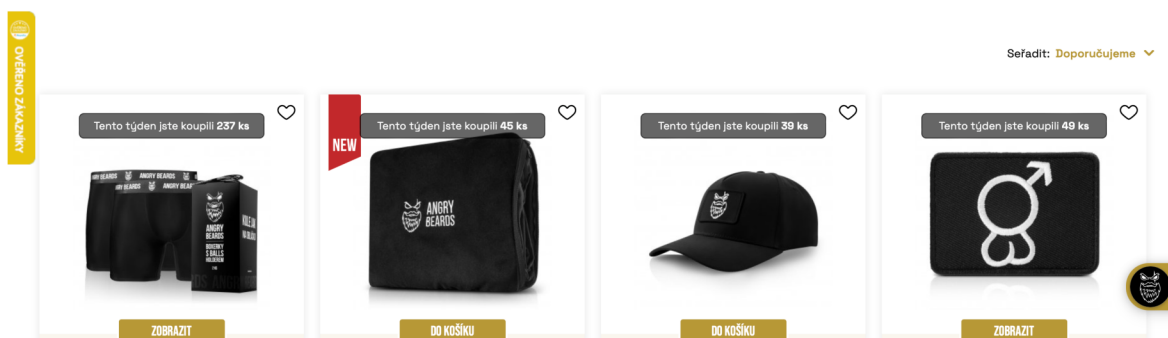 OVĚŘENO ZÁKAZNÍKY
Seřadit: Doporučujeme
Tento týden jste koupili 237 ks
ANGRY BEARDS
ANGRY
BEARDS
BOXERKY
S BALLS
HOLDEREM
NEW
Tento týden jste koupili 45 ks
ANGRY
BEARDS
Tento týden jste koupili 39 ks
Tento týden jste koupili 49 ks
ZOBRAZIT
DO KOŠÍKU
DO KOŠÍKU
ZOBRAZIT